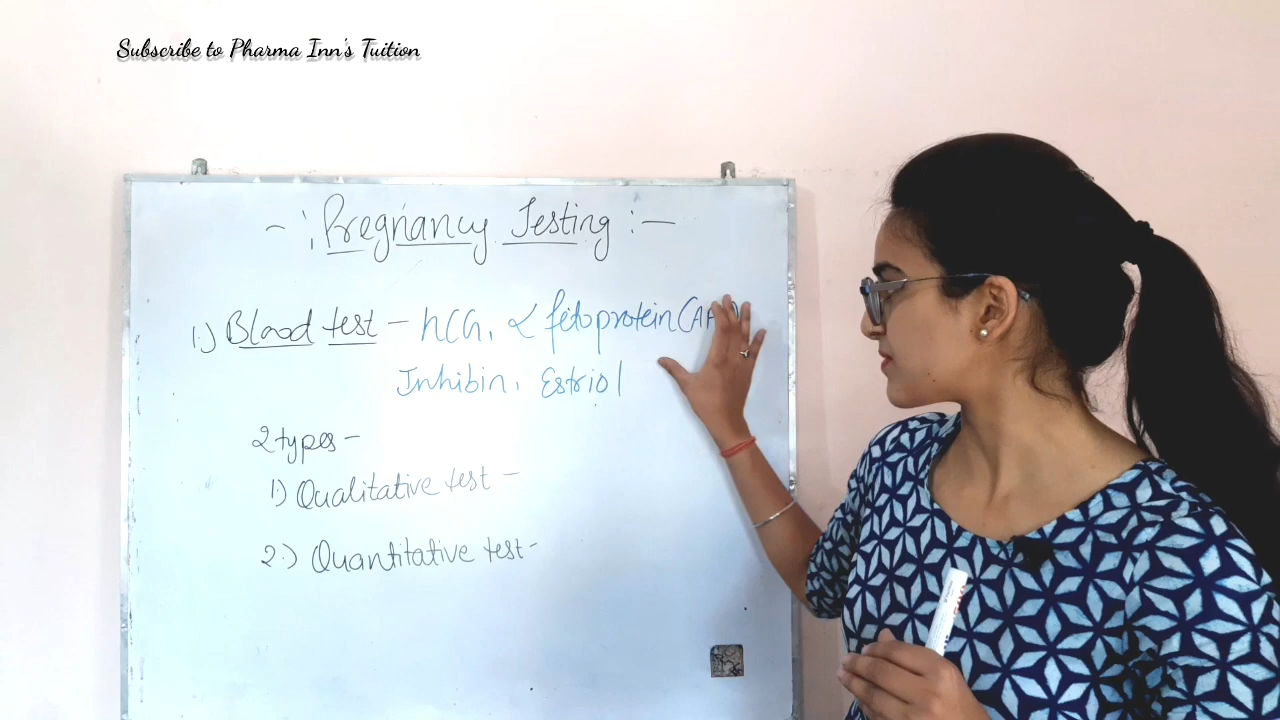 Subscribe to Pharma Inn's Tuition
- : Pregnancy Testing : -
1.) Blood test - hCG, α fetoprotein (AF
Inhibin, Estriol
2 types -
1) Qualitative test -
2.) Quantitative test -